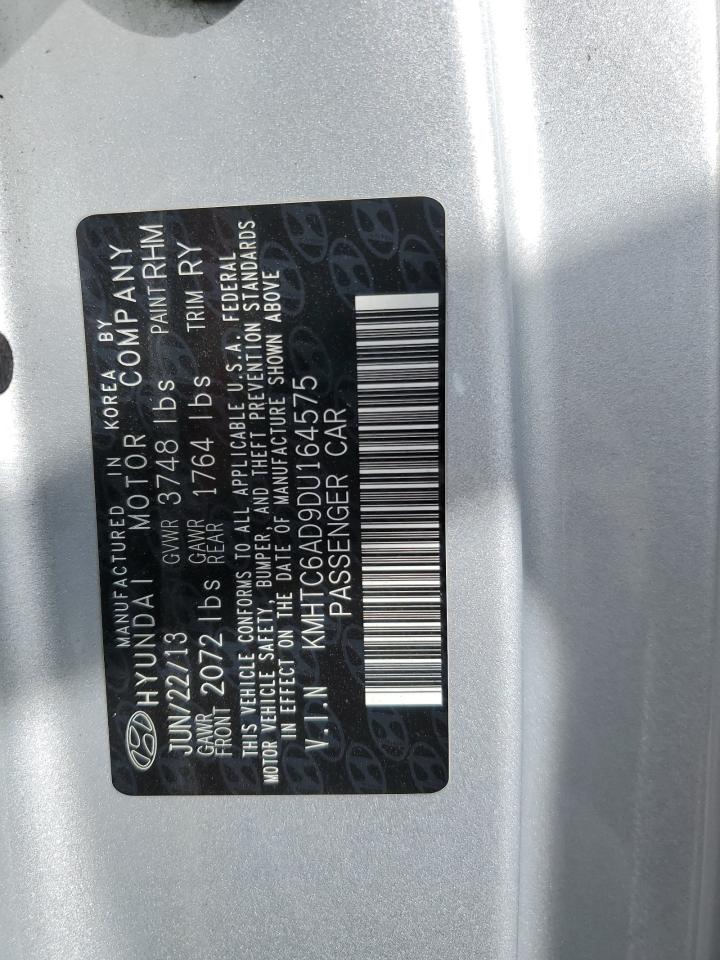 MANUFACTURED IN KOREA BY
HYUNDAI MOTOR COMPANY
JUN/22/13 GVWR 3748 lbs PAINT RHM
GAWR FRONT 2072 lbs GAWR REAR 1764 lbs TRIM RY
THIS VEHICLE CONFORMS TO ALL APPLICABLE U.S.A. FEDERAL
MOTOR VEHICLE SAFETY, BUMPER, AND THEFT PREVENTION STANDARDS
IN EFFECT ON THE DATE OF MANUFACTURE SHOWN ABOVE
V.I.N KMHTC6AD9DU164575
PASSENGER CAR